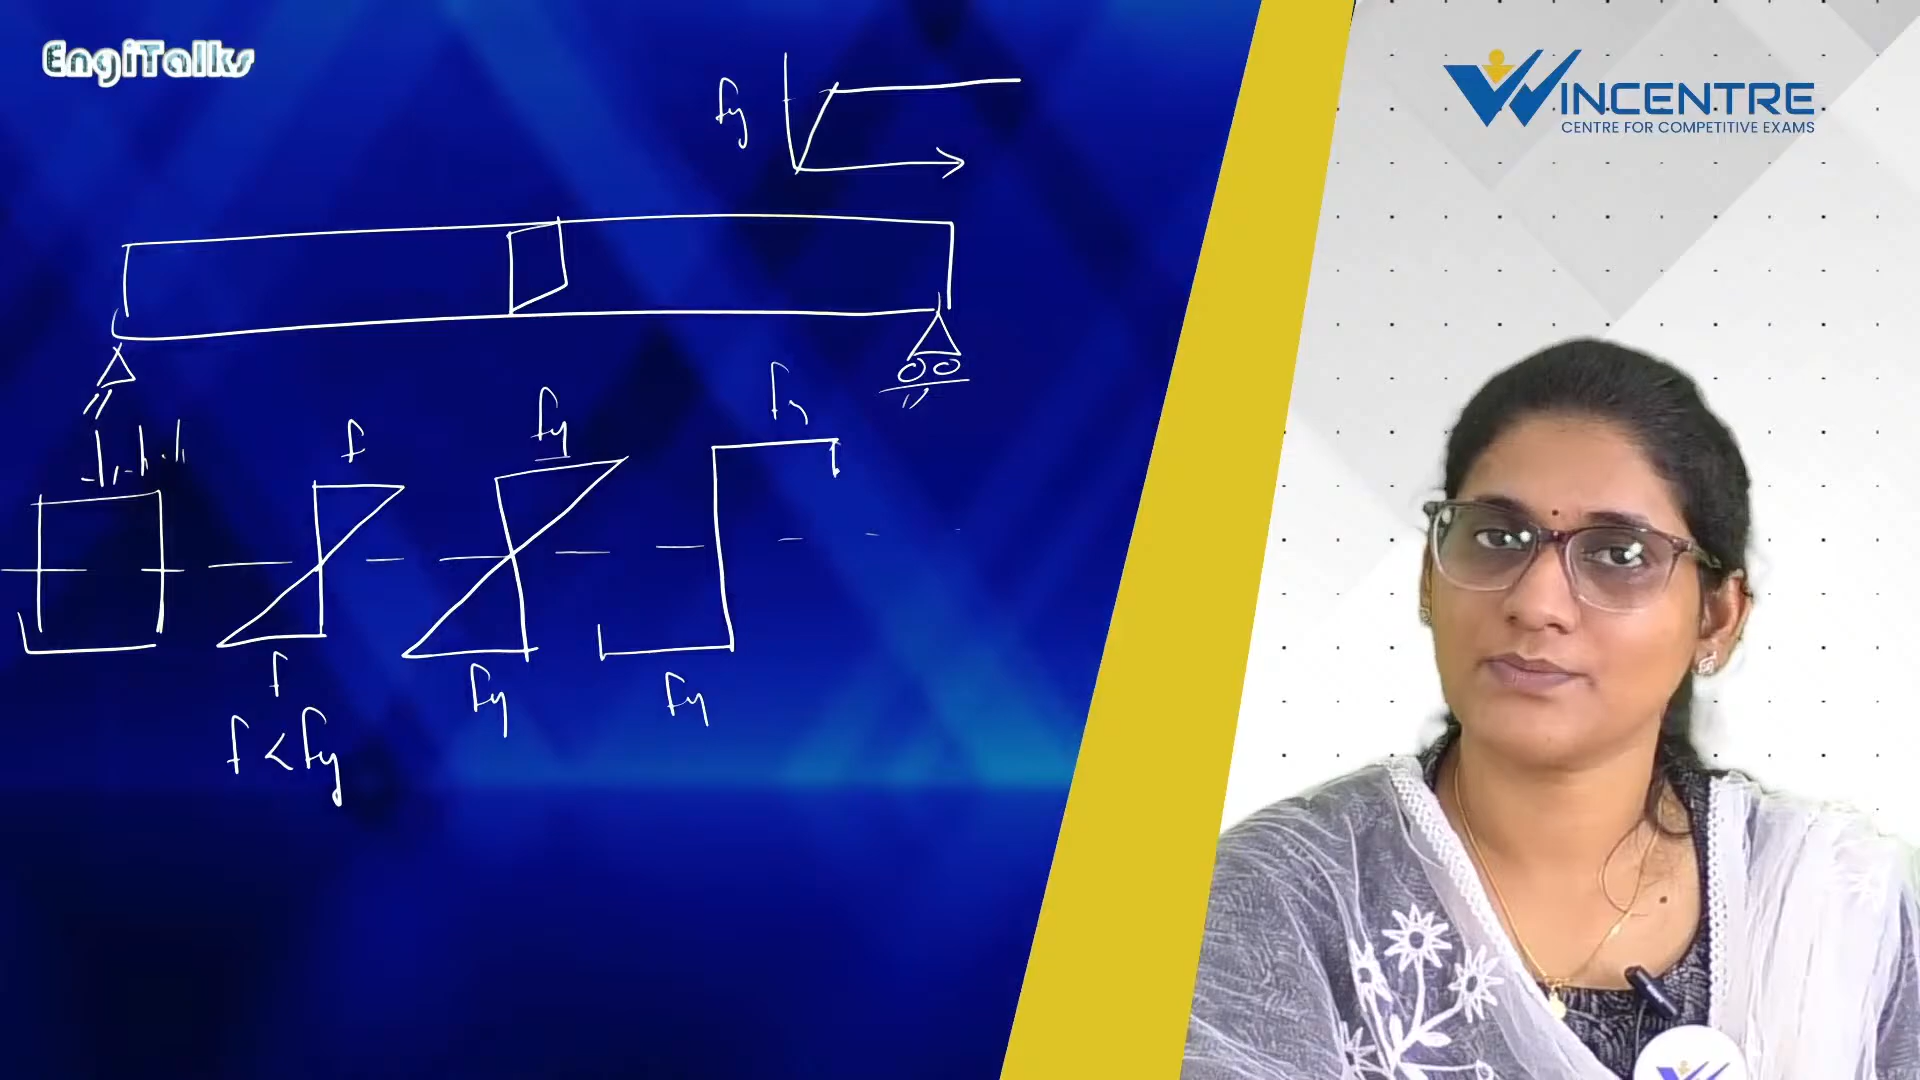 EngiTalks
fy
WINCENTRE
CENTRE FOR COMPETITIVE EXAMS
f
fy
fy
f
fy
fy
f < fy